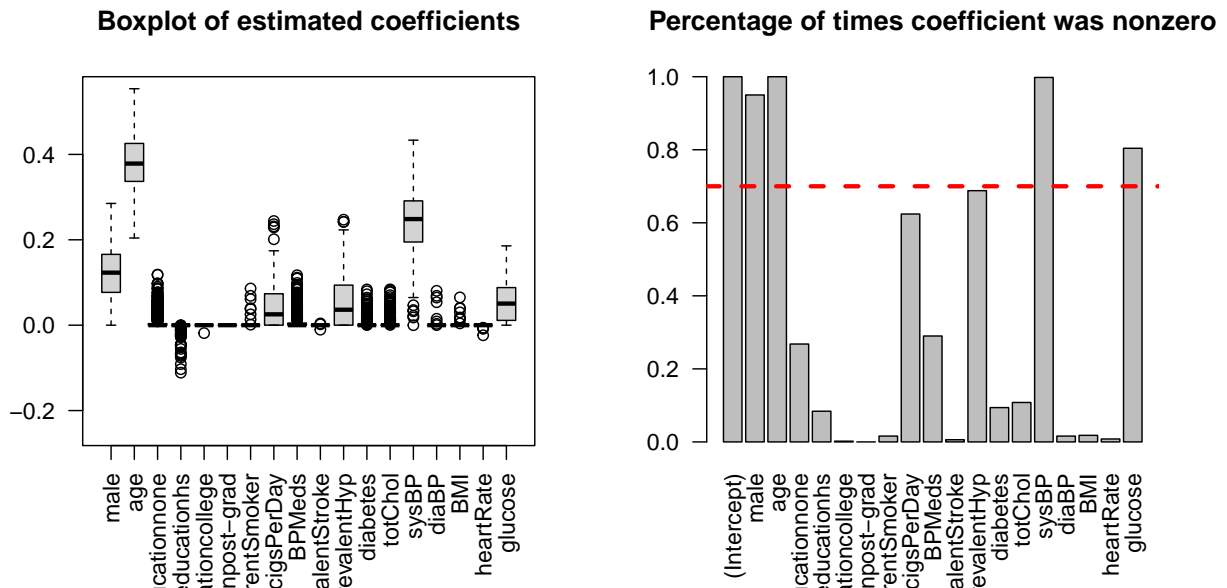 Boxplot of estimated coefficients
0.4
0.2
0.0
−0.2
male
age
ucationnone
educationhs
ationcollege
npost−grad
rentSmoker
cigsPerDay
BPMeds
alentStroke
evalentHyp
diabetes
totChol
sysBP
diaBP
BMI
heartRate
glucose
Percentage of times coefficient was nonzero
1.0
0.8
0.6
0.4
0.2
0.0
(Intercept)
male
age
ucationnone
educationhs
ationcollege
npost−grad
rentSmoker
cigsPerDay
BPMeds
alentStroke
evalentHyp
diabetes
totChol
sysBP
diaBP
BMI
heartRate
glucose